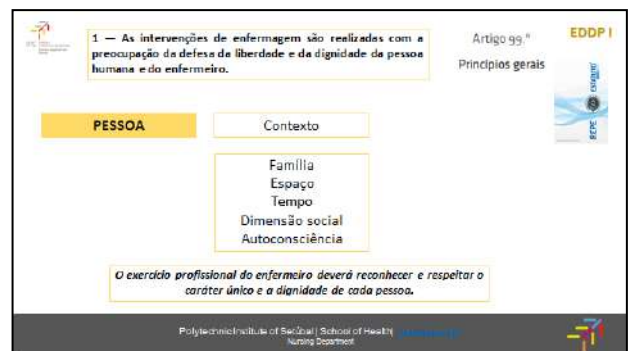 1 — As intervenções de enfermagem são realizadas com a
preocupação da defesa da liberdade e da dignidade da pessoa
humana e do enfermeiro.
Artigo 99.º
Princípios gerais
EDDP I
REPE
PESSOA
Contexto
Família
Espaço
Tempo
Dimensão social
Autoconsciência
O exercício profissional do enfermeiro deverá reconhecer e respeitar o
caráter único e a dignidade de cada pessoa.
Polytechnic Institute of Setúbal | School of Health|
Nursing Department